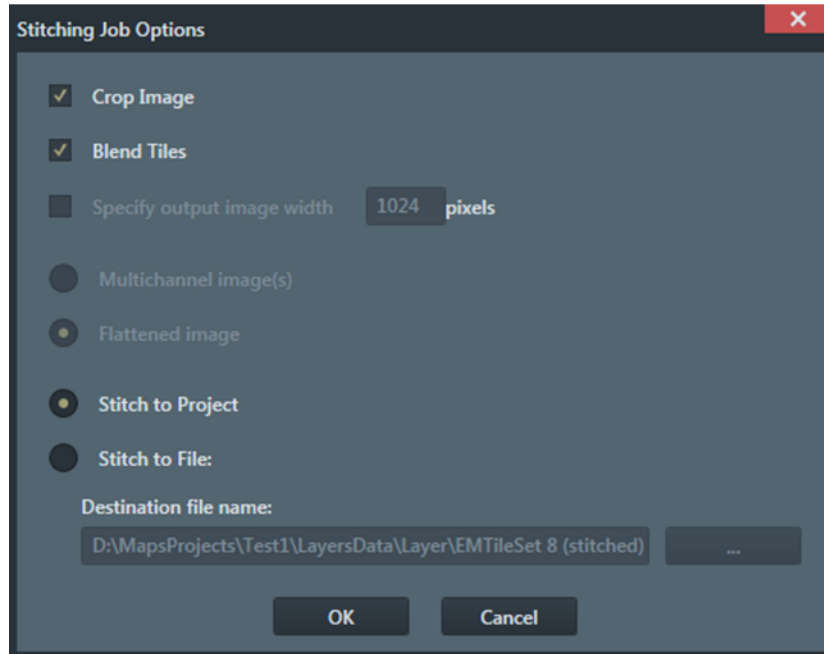 Stitching Job Options
Crop Image
Blend Tiles
Specify output image width 1024 pixels
Multichannel image(s)
Flattened image
Stitch to Project
Stitch to File:
Destination file name:
D:\MapsProjects\Test1\LayersData\Layer\EMTileSet 8 (stitched) ...
OK Cancel